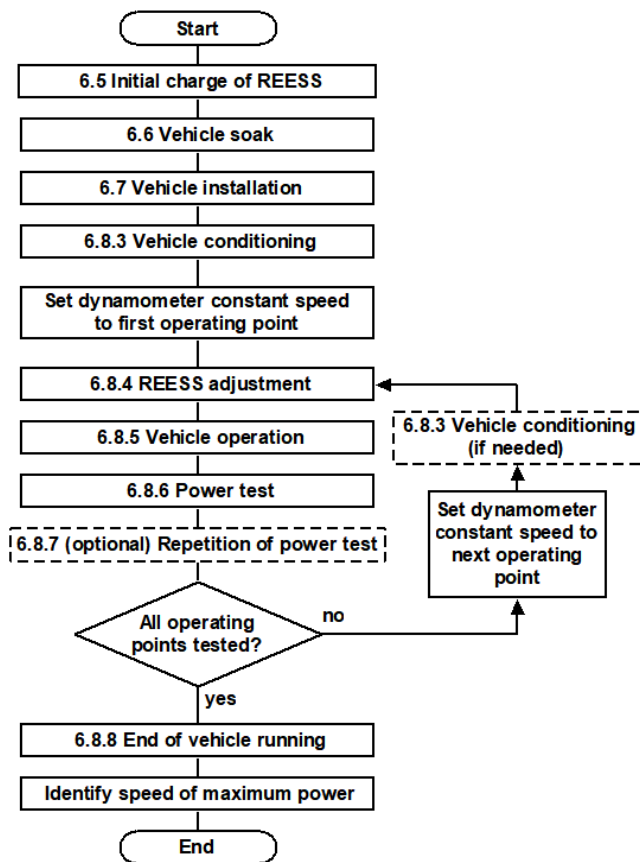 Start
6.5 Initial charge of REESS
6.6 Vehicle soak
6.7 Vehicle installation
6.8.3 Vehicle conditioning
Set dynamometer constant speed
to first operating point
6.8.4 REESS adjustment
6.8.5 Vehicle operation
6.8.6 Power test
6.8.7 (optional) Repetition of power test
All operating
points tested?
no
Set dynamometer
constant speed to
next operating
point
6.8.3 Vehicle conditioning
(if needed)
yes
6.8.8 End of vehicle running
Identify speed of maximum power
End